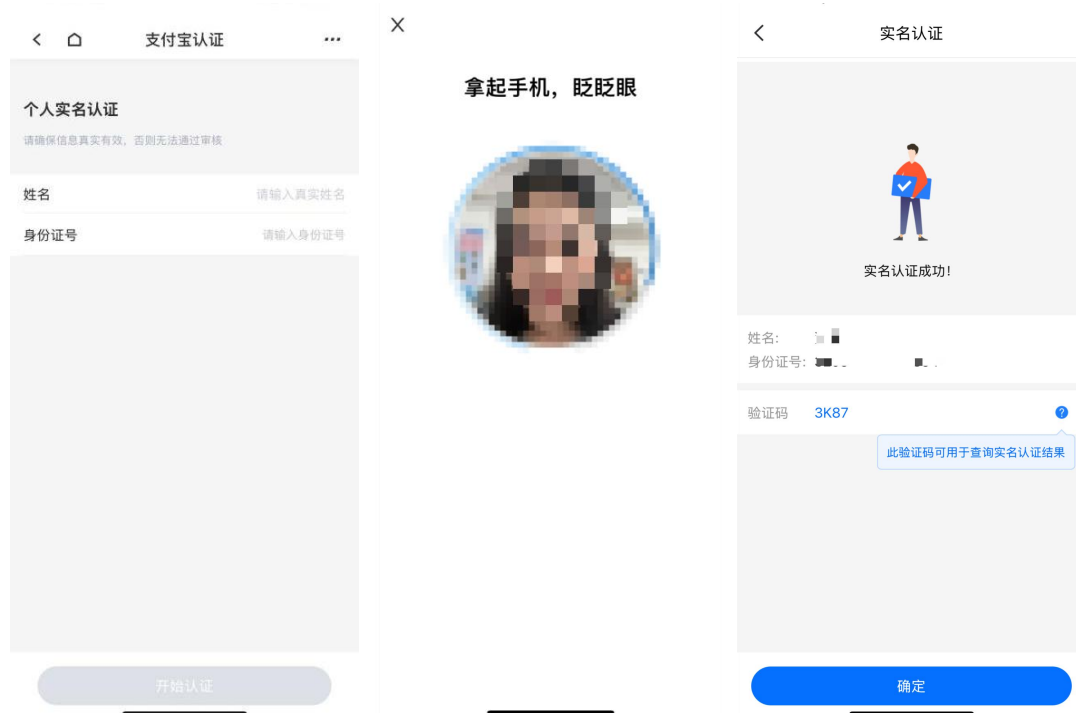 支付宝认证
个人实名认证
请确保信息真实有效，否则无法通过审核
姓名 请输入真实姓名
身份证号 请输入身份证号
开始认证
拿起手机，眨眨眼
实名认证
实名认证成功!
姓名:
身份证号:
验证码 3K87
此验证码可用于查询实名认证结果
确定